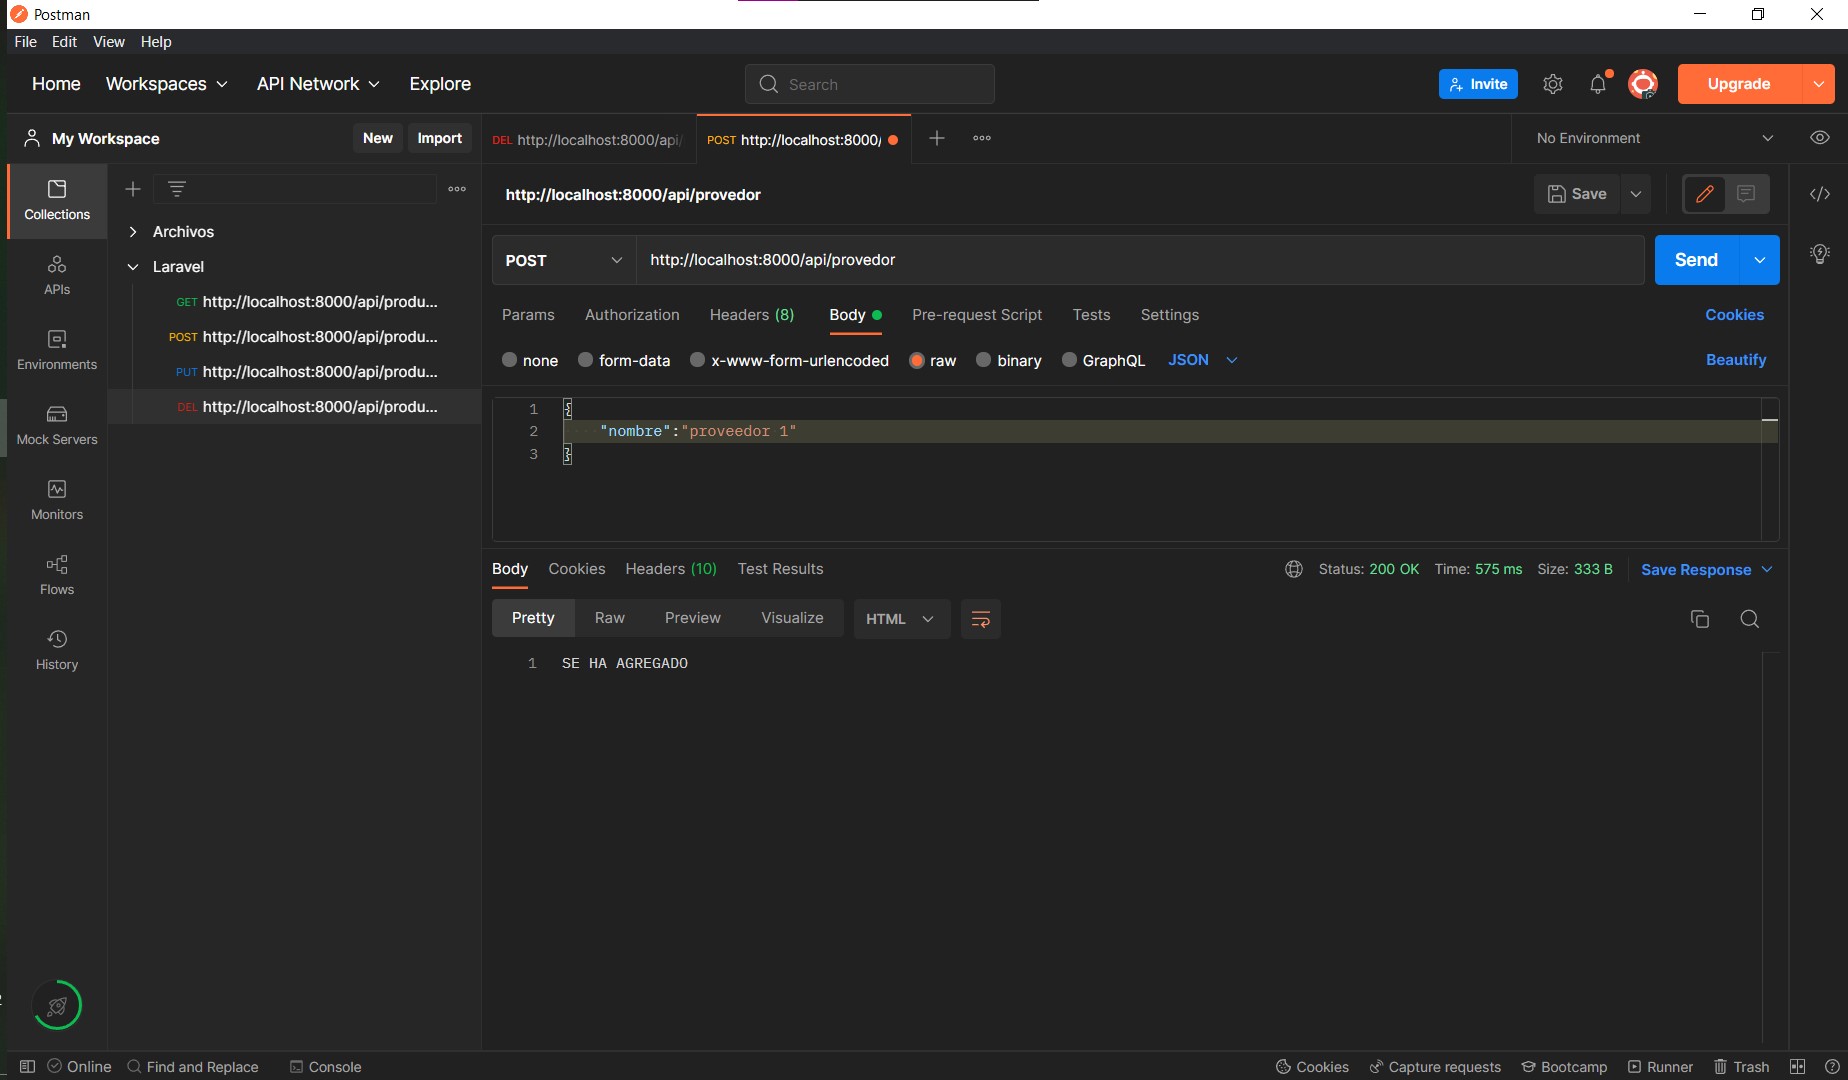 Postman
File Edit View Help
Home Workspaces API Network Explore Search Invite Upgrade
My Workspace New Import
DEL http://localhost:8000/api/ POST http://localhost:8000/ No Environment
Collections
APIs
Environments
Mock Servers
Monitors
Flows
History
Archivos
Laravel
GET http://localhost:8000/api/produ...
POST http://localhost:8000/api/produ...
PUT http://localhost:8000/api/produ...
DEL http://localhost:8000/api/produ...
http://localhost:8000/api/provedor Save
POST http://localhost:8000/api/provedor Send
Params Authorization Headers (8) Body Pre-request Script Tests Settings Cookies
none form-data x-www-form-urlencoded raw binary GraphQL JSON Beautify
1 {
2 "nombre":"proveedor 1"
3 }
Body Cookies Headers (10) Test Results Status: 200 OK Time: 575 ms Size: 333 B Save Response
Pretty Raw Preview Visualize HTML
1 SE HA AGREGADO
Online Find and Replace Console Cookies Capture requests Bootcamp Runner Trash